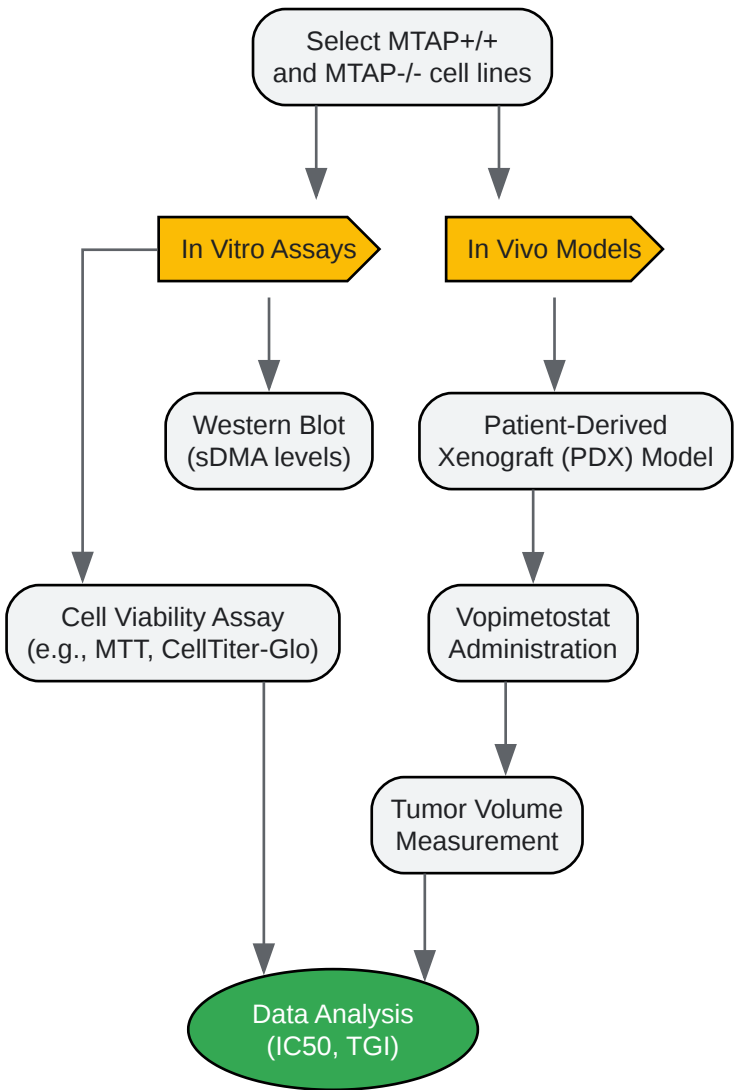 Select MTAP+/+
and MTAP-/- cell lines
In Vitro Assays
In Vivo Models
Western Blot
(sDMA levels)
Patient-Derived
Xenograft (PDX) Model
Cell Viability Assay
(e.g., MTT, CellTiter-Glo)
Vopimetostat
Administration
Tumor Volume
Measurement
Data Analysis
(IC50, TGI)